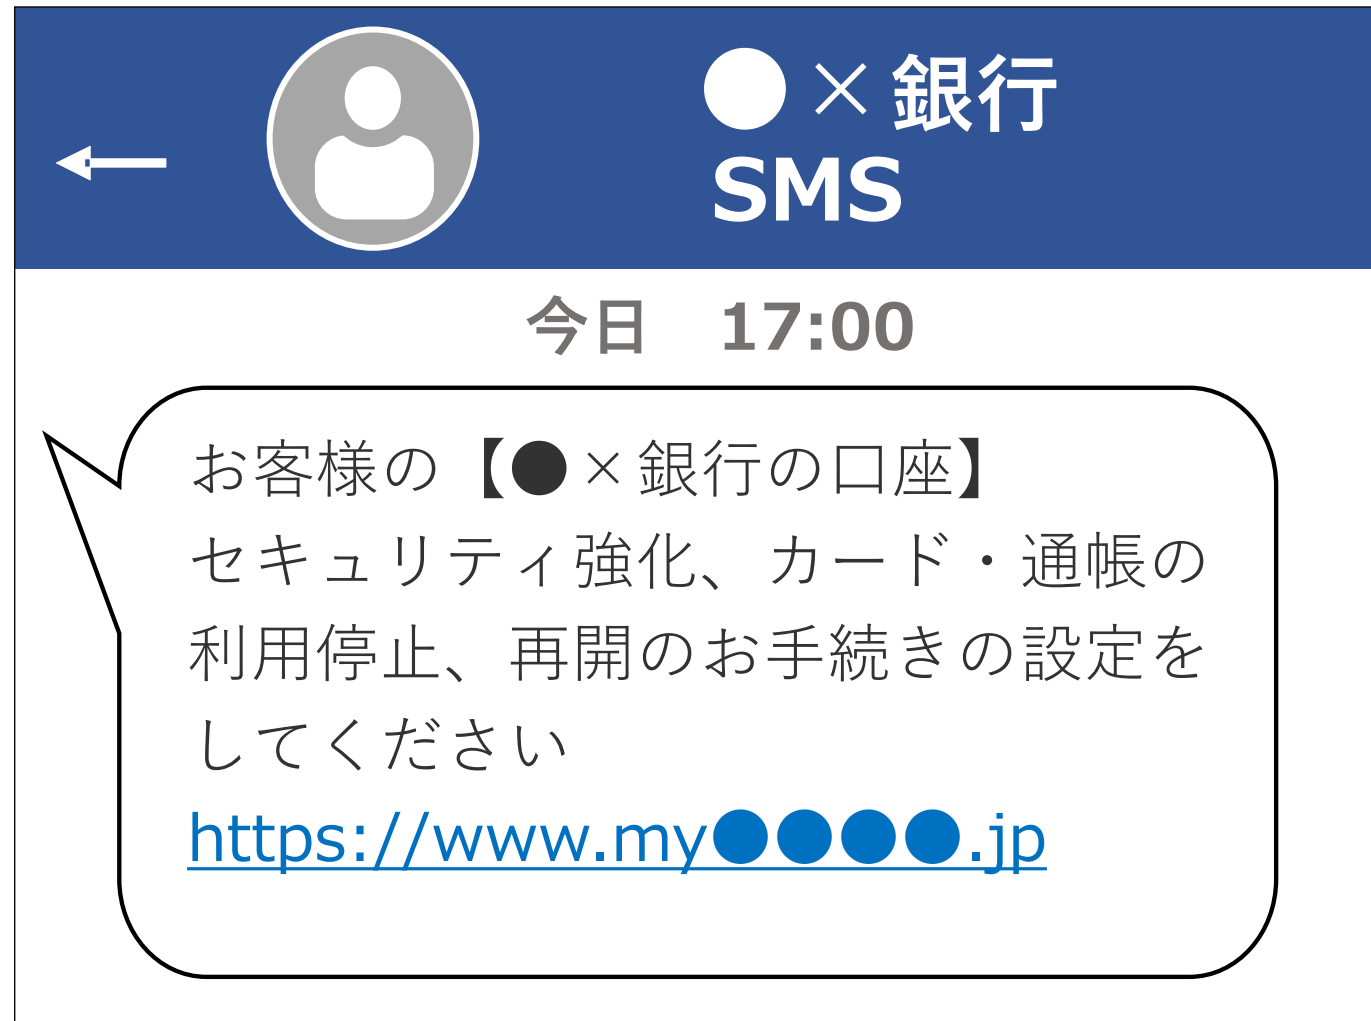 ●×銀行
SMS
今日　17:00
お客様の【●×銀行の口座】
セキュリティ強化、カード・通帳の
利用停止、再開のお手続きの設定を
してください
https://www.my●●●●.jp